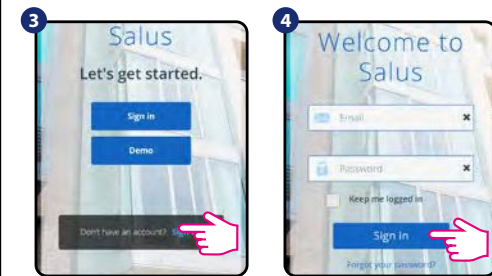 3
Salus
Let's get started.
Sign in
Demo
Don't have an account?
4
Welcome to
Salus
Email
Password
Keep me logged in
Sign in
Forgot your password?